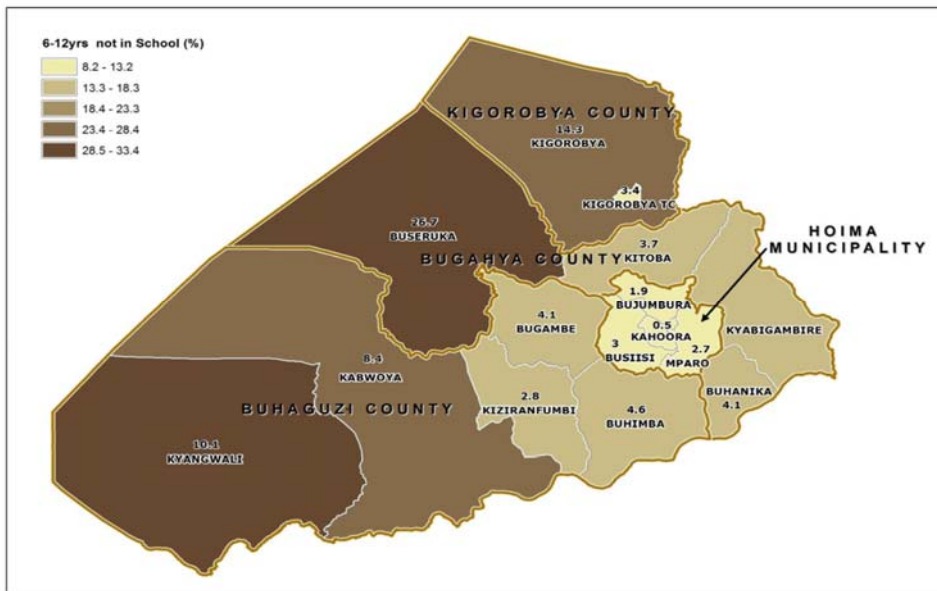 6-12yrs not in School (%)
8.2 - 13.2
13.3 - 18.3
18.4 - 23.3
23.4 - 28.4
28.5 - 33.4
KIGOROBYA COUNTY
14.3
KIGOROBYA
3.4
KIGOROBYA TC
26.7
BUSERUKA
BUGAHYA COUNTY
3.7
KITOBA
HOIMA
MUNICIPALITY
1.9
BUJUMBURA
4.1
BUGAMBE
0.5
KAHOORA
KYABIGAMBIRE
3
BUSIISI
2.7
MPARO
8.4
KABWOYA
BUHANIKA
4.1
2.8
KIZIRANFUMBI
BUHAGUZI COUNTY
4.6
BUHIMBA
10.1
KYANGWALI